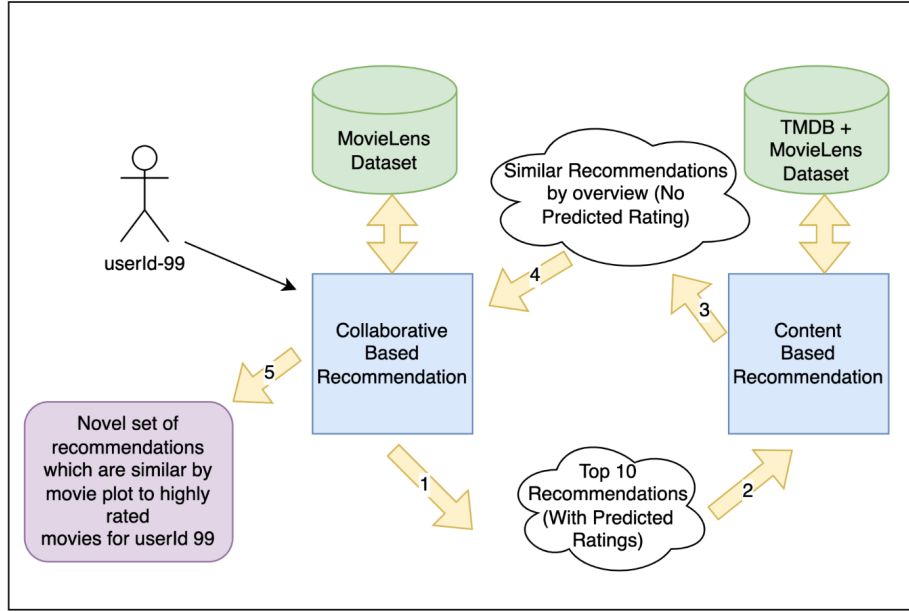 MovieLens
Dataset
TMDB +
MovieLens
Dataset
Similar Recommendations
by overview (No
Predicted Rating)
userId-99
4
3
Collaborative
Based
Recommendation
Content
Based
Recommendation
5
Novel set of
recommendations
which are similar by
movie plot to highly
rated
movies for userId 99
1
Top 10
Recommendations
(With Predicted
Ratings)
2